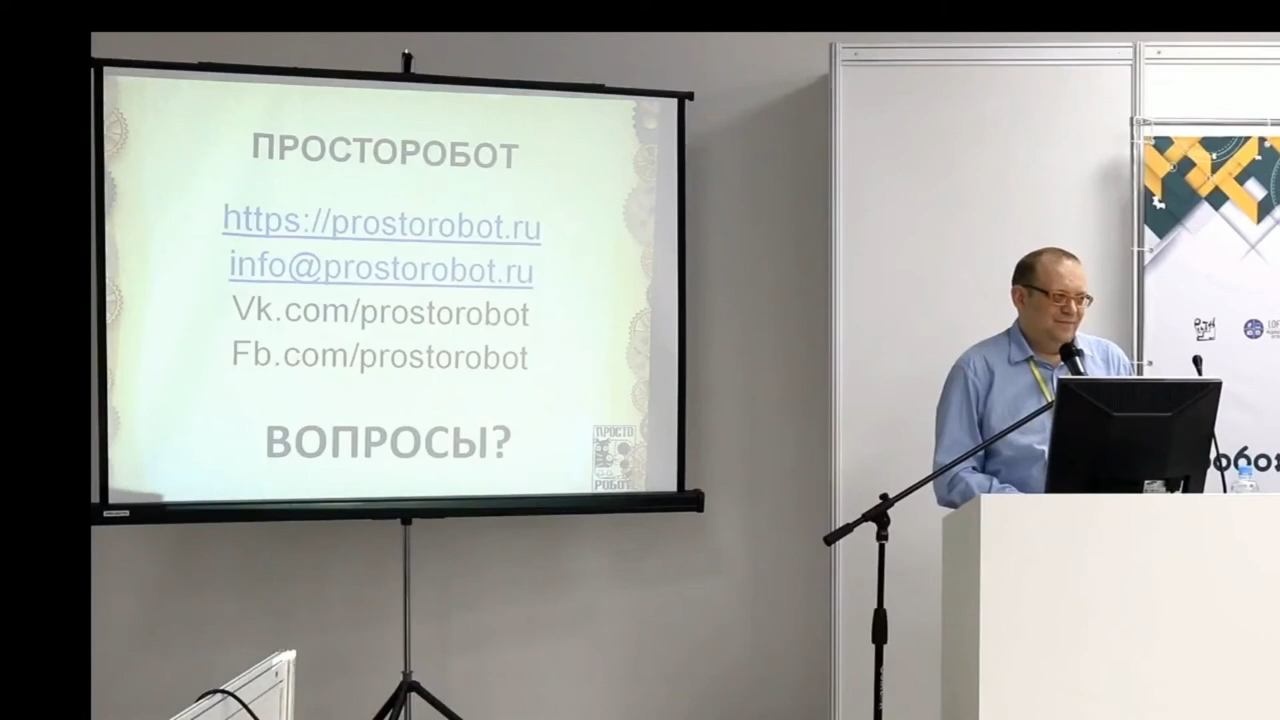 ПРОСТОРОБОТ
https://prostorobot.ru
info@prostorobot.ru
Vk.com/prostorobot
Fb.com/prostorobot
ВОПРОСЫ?
ПРОСТО
РОБОТ